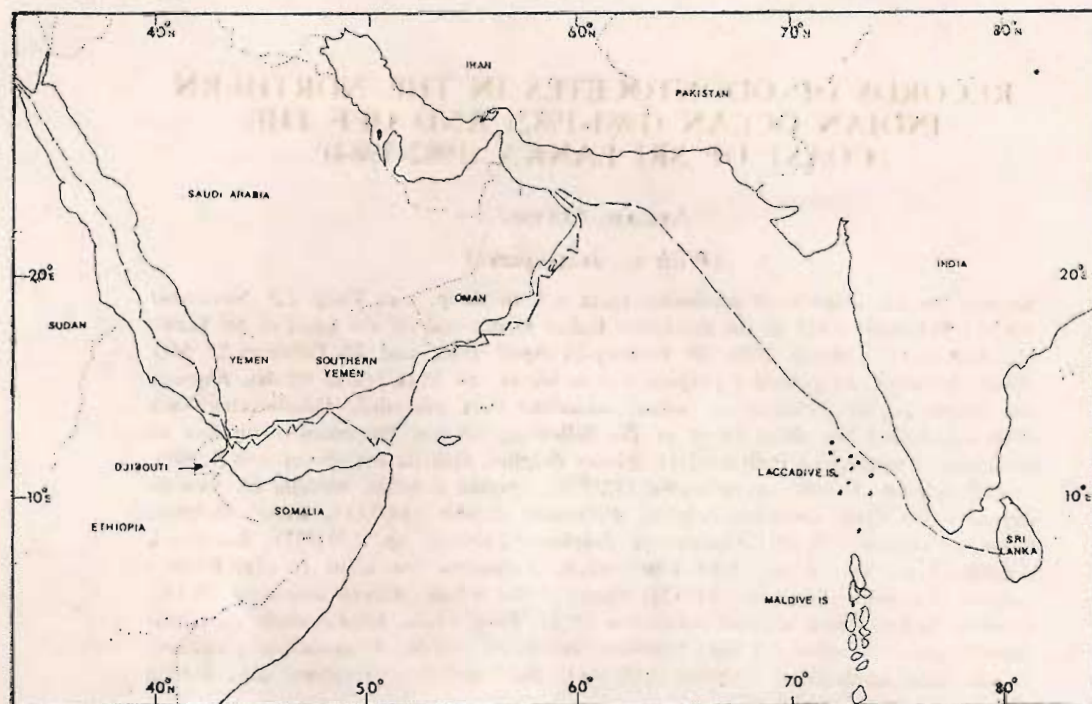 40°N 60°N 70°N 80°N
IRAN
PAKISTAN
SAUDI ARABIA
INDIA
20°E 20°E
OMAN
SUDAN
YEMEN SOUTHERN
YEMEN
DJIBOUTI LACCADIVE IS.
10°E 10°E
SOMALIA
ETHIOPIA
SRI
LANKA
MALDIVE IS
40°N 50°N 60°N 70°N 80°N